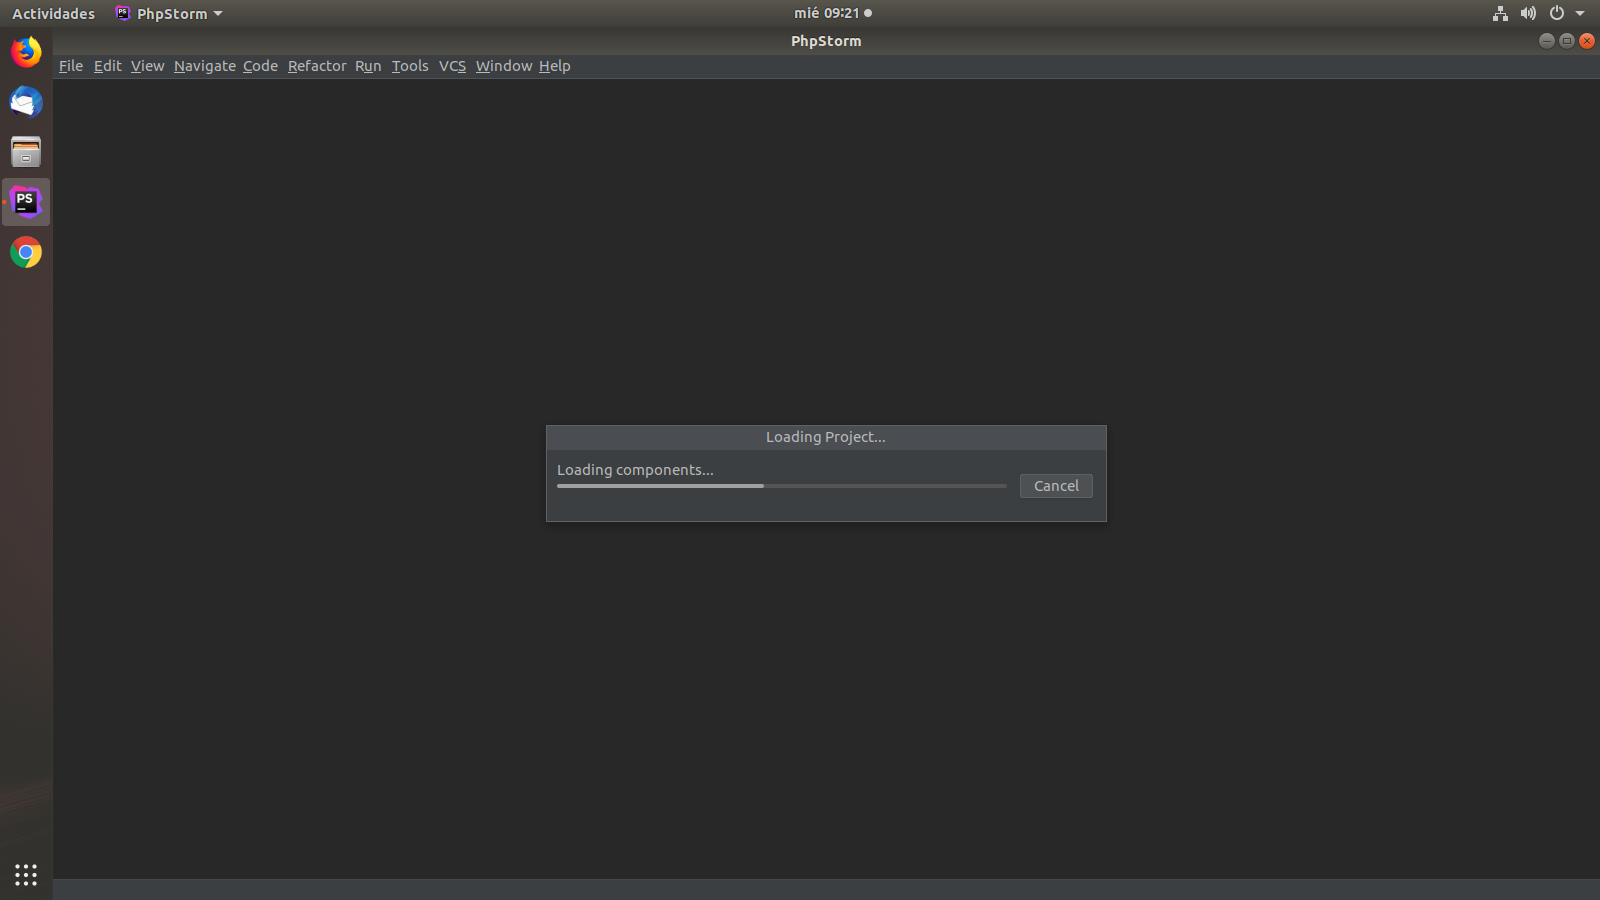 Actividades PhpStorm mié 09:21
PhpStorm
File Edit View Navigate Code Refactor Run Tools VCS Window Help
PS
Loading Project...
Loading components...
Cancel